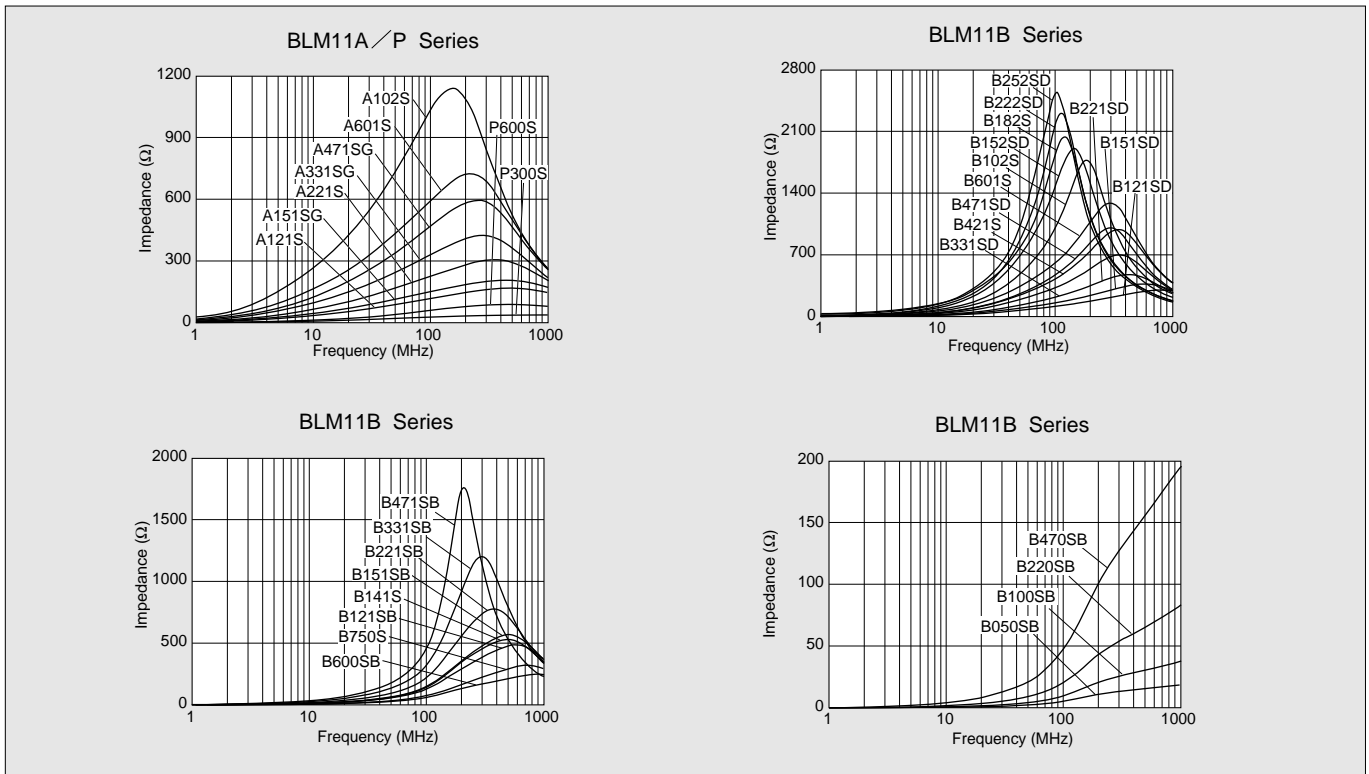 BLM11A／P Series
Impedance (Ω)
1200
900
600
300
0
A102S
A601S
A471SG
A331SG
A221S
A151SG
A121S
P600S
P300S
1 10 100 1000
Frequency (MHz)
BLM11B Series
Impedance (Ω)
2800
2100
1400
700
0
B252SD
B222SD
B182S
B152SD
B102S
B601S
B471SD
B421S
B331SD
B221SD
B151SD
B121SD
1 10 100 1000
Frequency (MHz)
BLM11B Series
Impedance (Ω)
2000
1500
1000
500
0
B471SB
B331SB
B221SB
B151SB
B141S
B121SB
B750S
B600SB
1 10 100 1000
Frequency (MHz)
BLM11B Series
Impedance (Ω)
200
150
100
50
0
B470SB
B220SB
B100SB
B050SB
1 10 100 1000
Frequency (MHz)